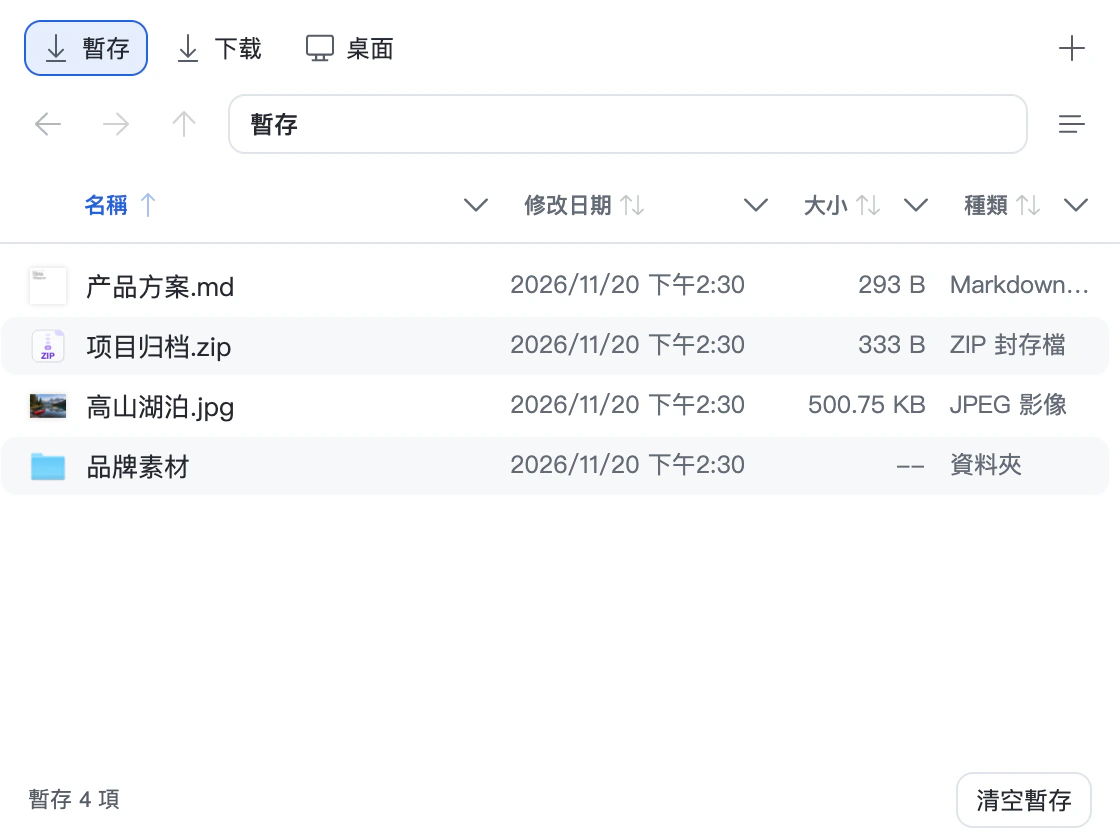 暫存 下載 桌面
暫存
名稱 修改日期 大小 種類
产品方案.md 2026/11/20 下午2:30 293 B Markdown…
ZIP 项目归档.zip 2026/11/20 下午2:30 333 B ZIP 封存檔
高山湖泊.jpg 2026/11/20 下午2:30 500.75 KB JPEG 影像
品牌素材 2026/11/20 下午2:30 -- 資料夾
暫存 4 項 清空暫存